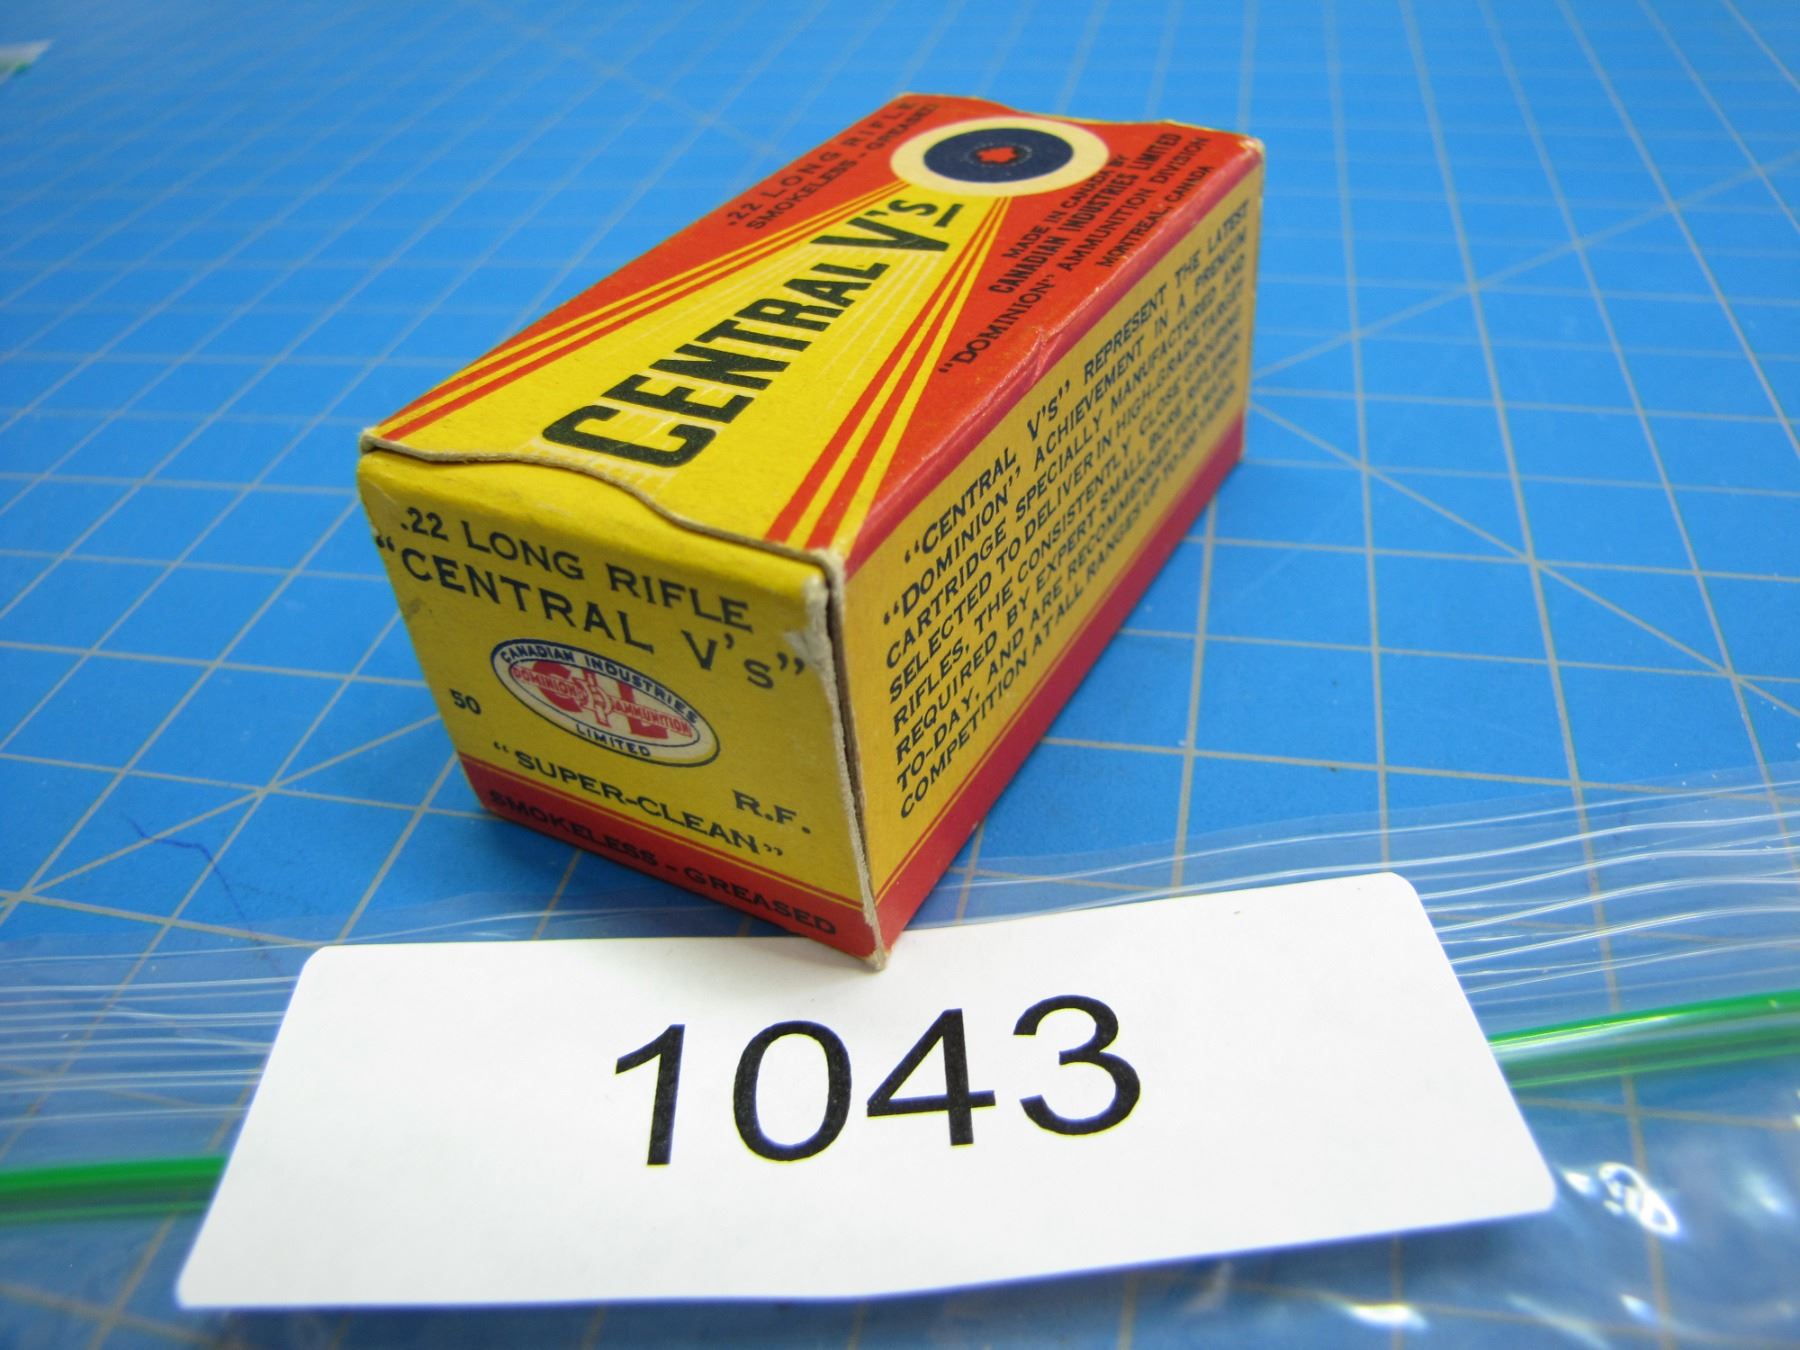 .22 LONG RIFLE
SMOKELESS - GREASED
CENTRAL V's
MADE IN CANADA BY
CANADIAN INDUSTRIES LIMITED
"DOMINION" AMMUNITION DIVISION
MONTREAL, CANADA
.22 LONG RIFLE
"CENTRAL V's"
CANADIAN INDUSTRIES
CIL
DOMINION AMMUNITION
LIMITED
50
R.F.
"SUPER-CLEAN"
SMOKELESS - GREASED
"CENTRAL V's" REPRESENT THE LATEST
"DOMINION" ACHIEVEMENT IN A PREMIUM
CARTRIDGE SPECIALLY MANUFACTURED AND
SELECTED TO DELIVER IN HIGH-GRADE TARGET
RIFLES, THE CONSISTENTLY CLOSE GROUPING
REQUIRED BY EXPERT SMALL BORE RIFLEMEN
TO-DAY, AND ARE RECOMMENDED FOR MATCH
COMPETITION AT ALL RANGES UP TO 200 YARDS.
1043